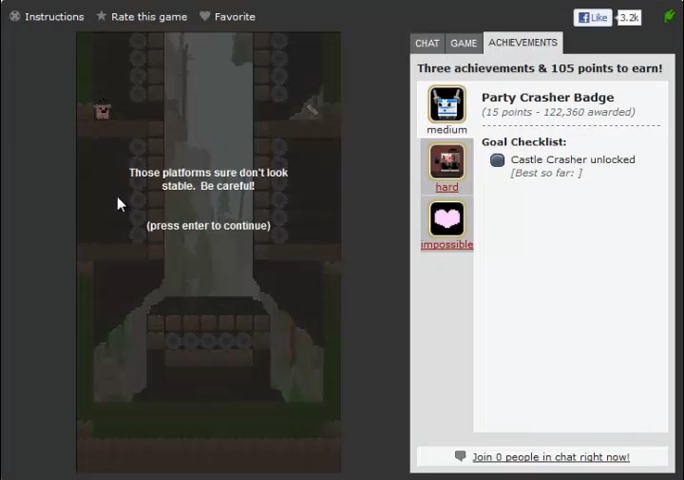 Instructions Rate this game Favorite Like 3.2k
CHAT GAME ACHIEVEMENTS
Three achievements & 105 points to earn!
Party Crasher Badge
(15 points - 122,360 awarded)
medium
Goal Checklist:
Castle Crasher unlocked
[Best so far: ]
hard
impossible
Those platforms sure don't look
stable. Be careful!
(press enter to continue)
Join 0 people in chat right now!